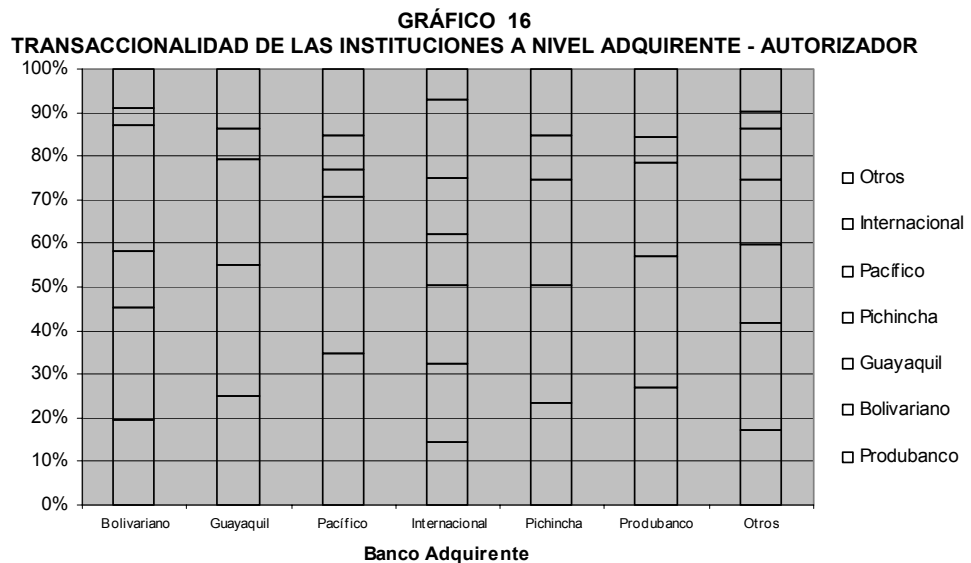 GRÁFICO 16
TRANSACCIONALIDAD DE LAS INSTITUCIONES A NIVEL ADQUIRENTE - AUTORIZADOR
100%
90%
80%
70%
60%
50%
40%
30%
20%
10%
0%
Bolivariano Guayaquil Pacífico Internacional Pichincha Produbanco Otros
Banco Adquirente
Otros
Internacional
Pacífico
Pichincha
Guayaquil
Bolivariano
Produbanco